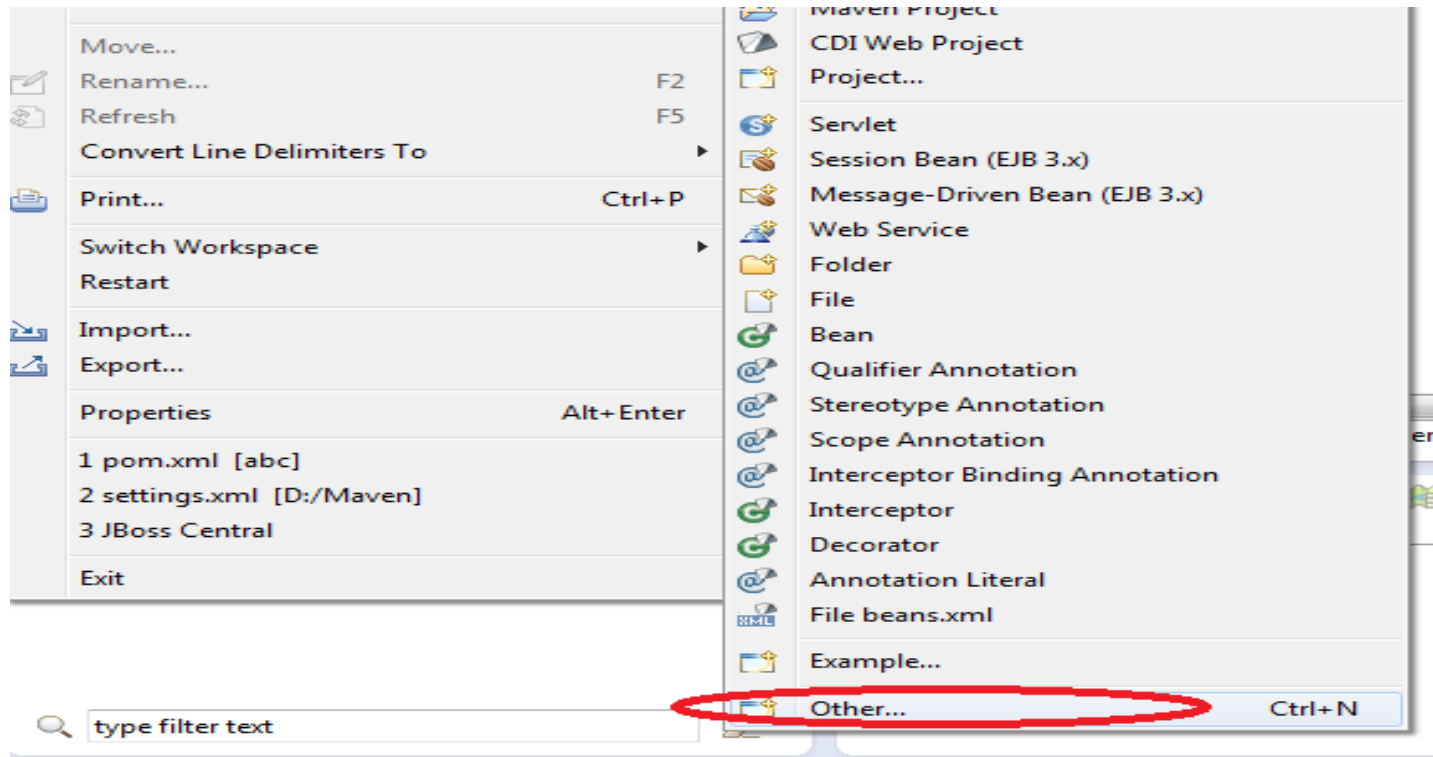 Move...
Rename... F2
Refresh F5
Convert Line Delimiters To
Print... Ctrl+P
Switch Workspace
Restart
Import...
Export...
Properties Alt+Enter
1 pom.xml [abc]
2 settings.xml [D:/Maven]
3 JBoss Central
Exit
type filter text
Maven Project
CDI Web Project
Project...
Servlet
Session Bean (EJB 3.x)
Message-Driven Bean (EJB 3.x)
Web Service
Folder
File
Bean
Qualifier Annotation
Stereotype Annotation
Scope Annotation
Interceptor Binding Annotation
Interceptor
Decorator
Annotation Literal
File beans.xml
Example...
Other... Ctrl+N